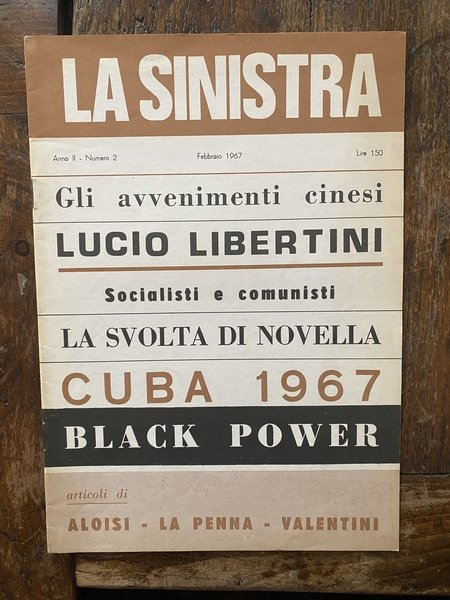 LA SINISTRA
Anno II - Numero 2 Febbraio 1967 Lire 150
Gli avvenimenti cinesi
LUCIO LIBERTINI
Socialisti e comunisti
LA SVOLTA DI NOVELLA
CUBA 1967
BLACK POWER
articoli di
ALOISI - LA PENNA - VALENTINI